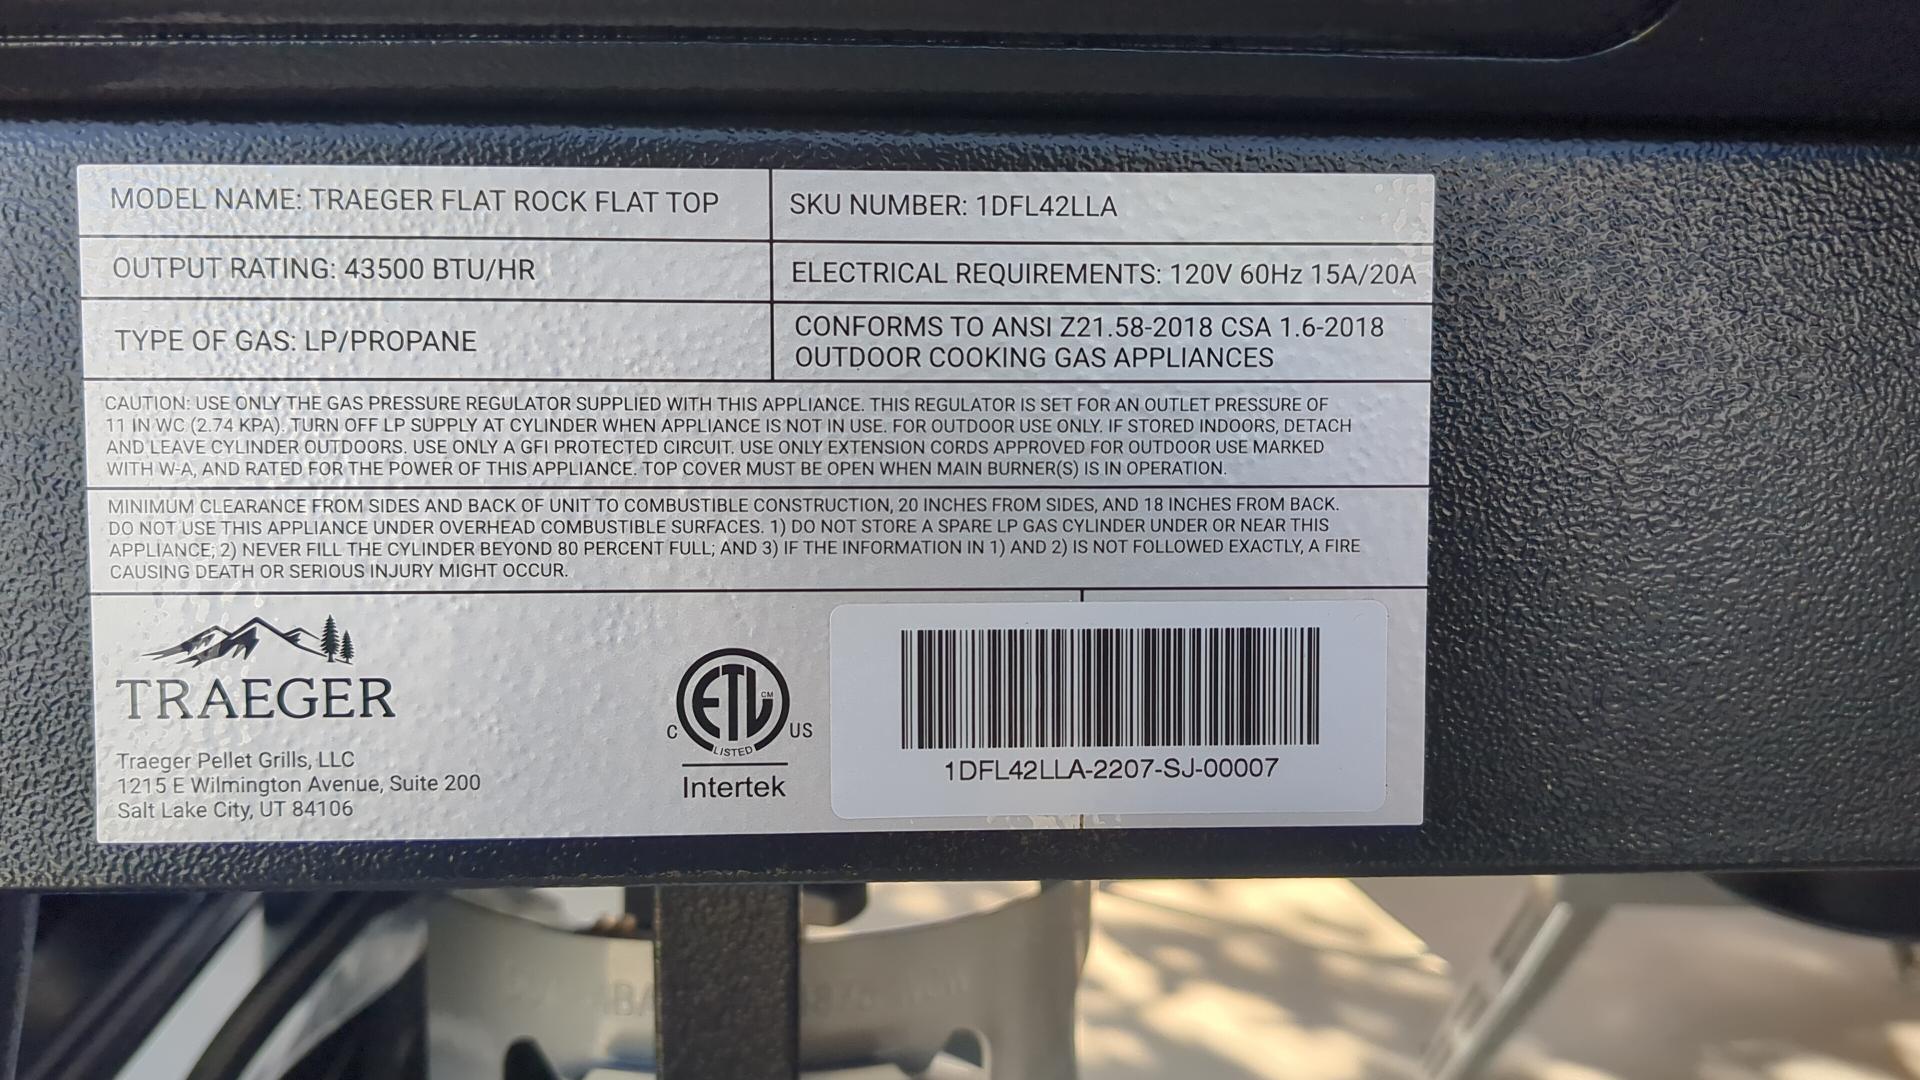 MODEL NAME: TRAEGER FLAT ROCK FLAT TOP
SKU NUMBER: 1DFL42LLA
OUTPUT RATING: 43500 BTU/HR
ELECTRICAL REQUIREMENTS: 120V 60Hz 15A/20A
TYPE OF GAS: LP/PROPANE
CONFORMS TO ANSI Z21.58-2018 CSA 1.6-2018
OUTDOOR COOKING GAS APPLIANCES
CAUTION: USE ONLY THE GAS PRESSURE REGULATOR SUPPLIED WITH THIS APPLIANCE. THIS REGULATOR IS SET FOR AN OUTLET PRESSURE OF
11 IN WC (2.74 KPA). TURN OFF LP SUPPLY AT CYLINDER WHEN APPLIANCE IS NOT IN USE. FOR OUTDOOR USE ONLY. IF STORED INDOORS, DETACH
AND LEAVE CYLINDER OUTDOORS. USE ONLY A GFI PROTECTED CIRCUIT. USE ONLY EXTENSION CORDS APPROVED FOR OUTDOOR USE MARKED
WITH W-A, AND RATED FOR THE POWER OF THIS APPLIANCE. TOP COVER MUST BE OPEN WHEN MAIN BURNER(S) IS IN OPERATION.
MINIMUM CLEARANCE FROM SIDES AND BACK OF UNIT TO COMBUSTIBLE CONSTRUCTION, 20 INCHES FROM SIDES, AND 18 INCHES FROM BACK.
DO NOT USE THIS APPLIANCE UNDER OVERHEAD COMBUSTIBLE SURFACES. 1) DO NOT STORE A SPARE LP GAS CYLINDER UNDER OR NEAR THIS
APPLIANCE; 2) NEVER FILL THE CYLINDER BEYOND 80 PERCENT FULL; AND 3) IF THE INFORMATION IN 1) AND 2) IS NOT FOLLOWED EXACTLY, A FIRE
CAUSING DEATH OR SERIOUS INJURY MIGHT OCCUR.
TRAEGER
Traeger Pellet Grills, LLC
1215 E Wilmington Avenue, Suite 200
Salt Lake City, UT 84106
ETL CM
C US
LISTED
Intertek
1DFL42LLA-2207-SJ-00007